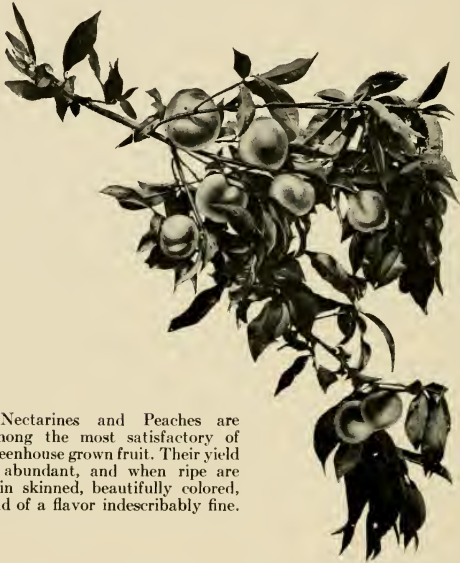 Nectarines and Peaches are
mong the most satisfactory of
eenhouse grown fruit. Their yield
abundant, and when ripe are
in skinned, beautifully colored,
d of a flavor indescribably fine.